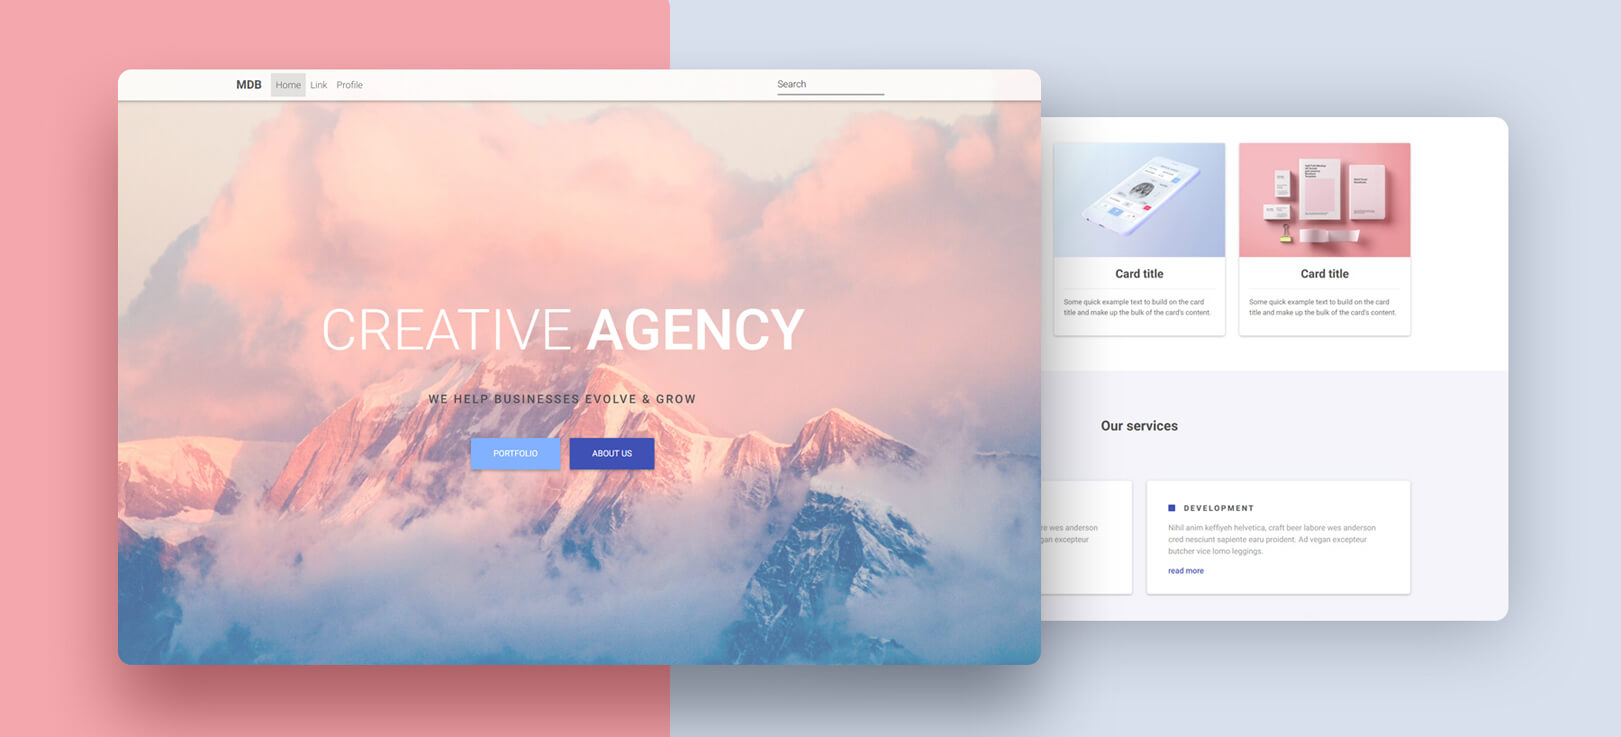 MDB Home Link Profile Search
CREATIVE AGENCY
WE HELP BUSINESSES EVOLVE & GROW
PORTFOLIO ABOUT US
Card title
Some quick example text to build on the card
title and make up the bulk of the card's content.
Card title
Some quick example text to build on the card
title and make up the bulk of the card's content.
Our services
re wes anderson
gan excepteur
DEVELOPMENT
Nihil anim keffiyeh helvetica, craft beer labore wes anderson
cred nesciunt sapiente earu proident. Ad vegan excepteur
butcher vice lomo leggings.
read more